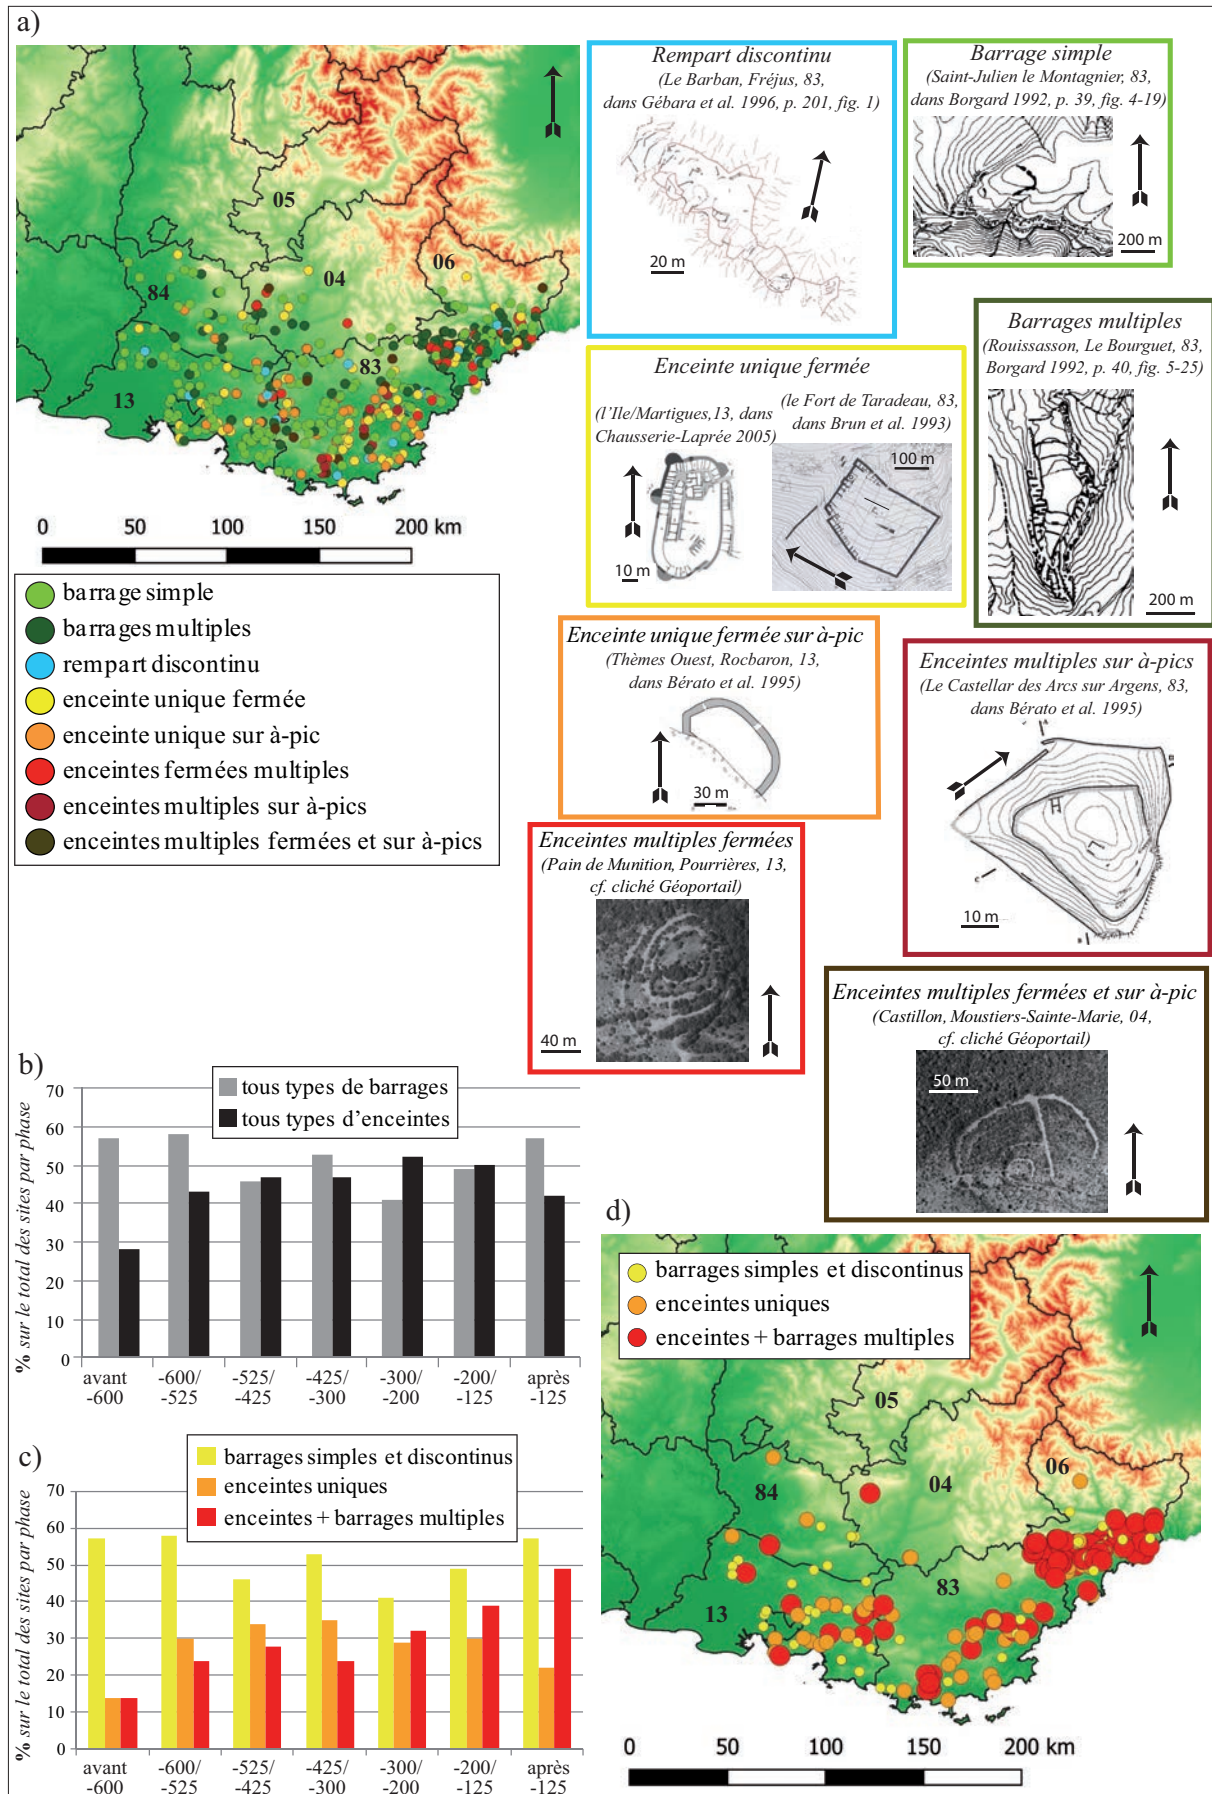 a)
05
04
06
84
83
13
0 50 100 150 200 km
barrage simple
barrages multiples
rempart discontinu
enceinte unique fermée
enceinte unique sur à-pic
enceintes fermées multiples
enceintes multiples sur à-pics
enceintes multiples fermées et sur à-pics
Rempart discontinu
(Le Barban, Fréjus, 83,
dans Gébara et al. 1996, p. 201, fig. 1)
20 m
Barrage simple
(Saint-Julien le Montagnier, 83,
dans Borgard 1992, p. 39, fig. 4-19)
200 m
Enceinte unique fermée
(l'Ile/Martigues,13, dans
Chausserie-Laprée 2005)
10 m
(le Fort de Taradeau, 83,
dans Brun et al. 1993)
100 m
Barrages multiples
(Rouissasson, Le Bourguet, 83,
Borgard 1992, p. 40, fig. 5-25)
200 m
Enceinte unique fermée sur à-pic
(Thèmes Ouest, Rocbaron, 13,
dans Bérato et al. 1995)
30 m
Enceintes multiples sur à-pics
(Le Castellar des Arcs sur Argens, 83,
dans Bérato et al. 1995)
10 m
Enceintes multiples fermées
(Pain de Munition, Pourrières, 13,
cf. cliché Géoportail)
40 m
Enceintes multiples fermées et sur à-pic
(Castillon, Moustiers-Sainte-Marie, 04,
cf. cliché Géoportail)
50 m
b)
% sur le total des sites par phase
70
60
50
40
30
20
10
0
tous types de barrages
tous types d'enceintes
avant -600/ -525/ -425/ -300/ -200/ après
-600 -525 -425 -300 -200 -125 -125
c)
% sur le total des sites par phase
70
60
50
40
30
20
10
0
barrages simples et discontinus
enceintes uniques
enceintes + barrages multiples
avant -600/ -525/ -425/ -300/ -200/ après
-600 -525 -425 -300 -200 -125 -125
d)
barrages simples et discontinus
enceintes uniques
enceintes + barrages multiples
05
04
06
84
83
13
0 50 100 150 200 km